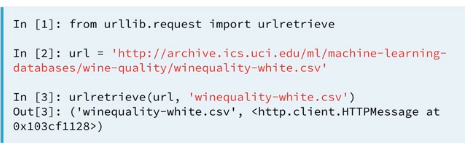 In [1]: from urllib.request import urlretrieve
In [2]: url = 'http://archive.ics.uci.edu/ml/machine-learning-
databases/wine-quality/winequality-white.csv'
In [3]: urlretrieve(url, 'winequality-white.csv')
Out[3]: ('winequality-white.csv', <http.client.HTTPMessage at
0x103cf1128>)